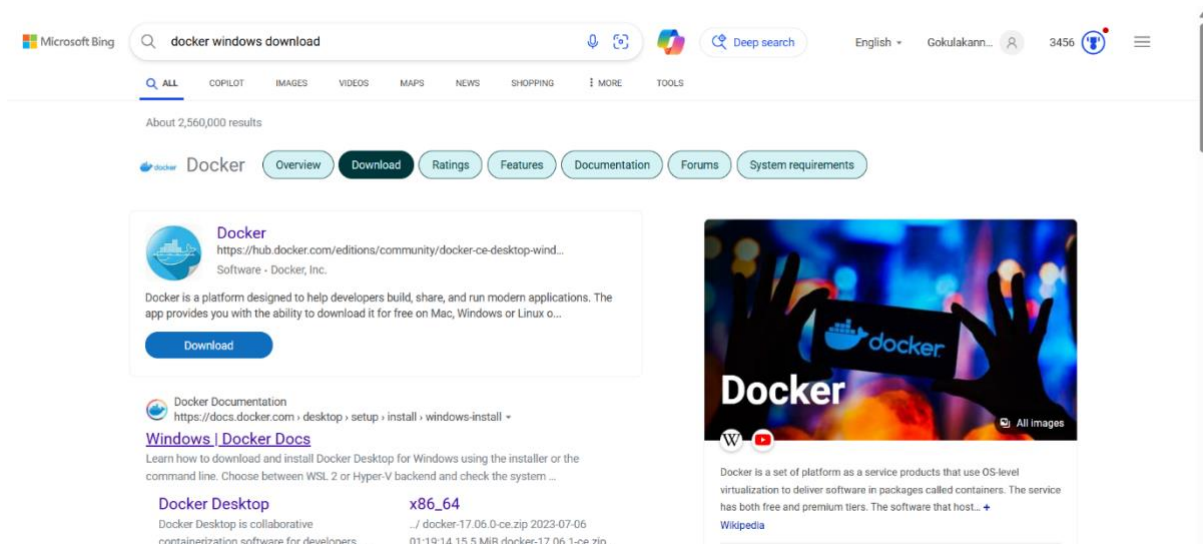 Microsoft Bing
docker windows download
Deep search
English
Gokulakann...
3456
ALL
COPILOT
IMAGES
VIDEOS
MAPS
NEWS
SHOPPING
MORE
TOOLS
About 2,560,000 results
docker
Docker
Overview
Download
Ratings
Features
Documentation
Forums
System requirements
Docker
https://hub.docker.com/editions/community/docker-ce-desktop-wind...
Software • Docker, Inc.
Docker is a platform designed to help developers build, share, and run modern applications. The
app provides you with the ability to download it for free on Mac, Windows or Linux o...
Download
Docker Documentation
https://docs.docker.com › desktop › setup › install › windows-install
Windows | Docker Docs
Learn how to download and install Docker Desktop for Windows using the installer or the
command line. Choose between WSL 2 or Hyper-V backend and check the system ...
Docker Desktop
Docker Desktop is collaborative
containerization software for developers
x86_64
../ docker-17.06.0-ce.zip 2023-07-06
01:19:14 15.5 MiB docker-17.06.1-ce.zip
docker
Docker
All images
W
Docker is a set of platform as a service products that use OS-level
virtualization to deliver software in packages called containers. The service
has both free and premium tiers. The software that host... +
Wikipedia